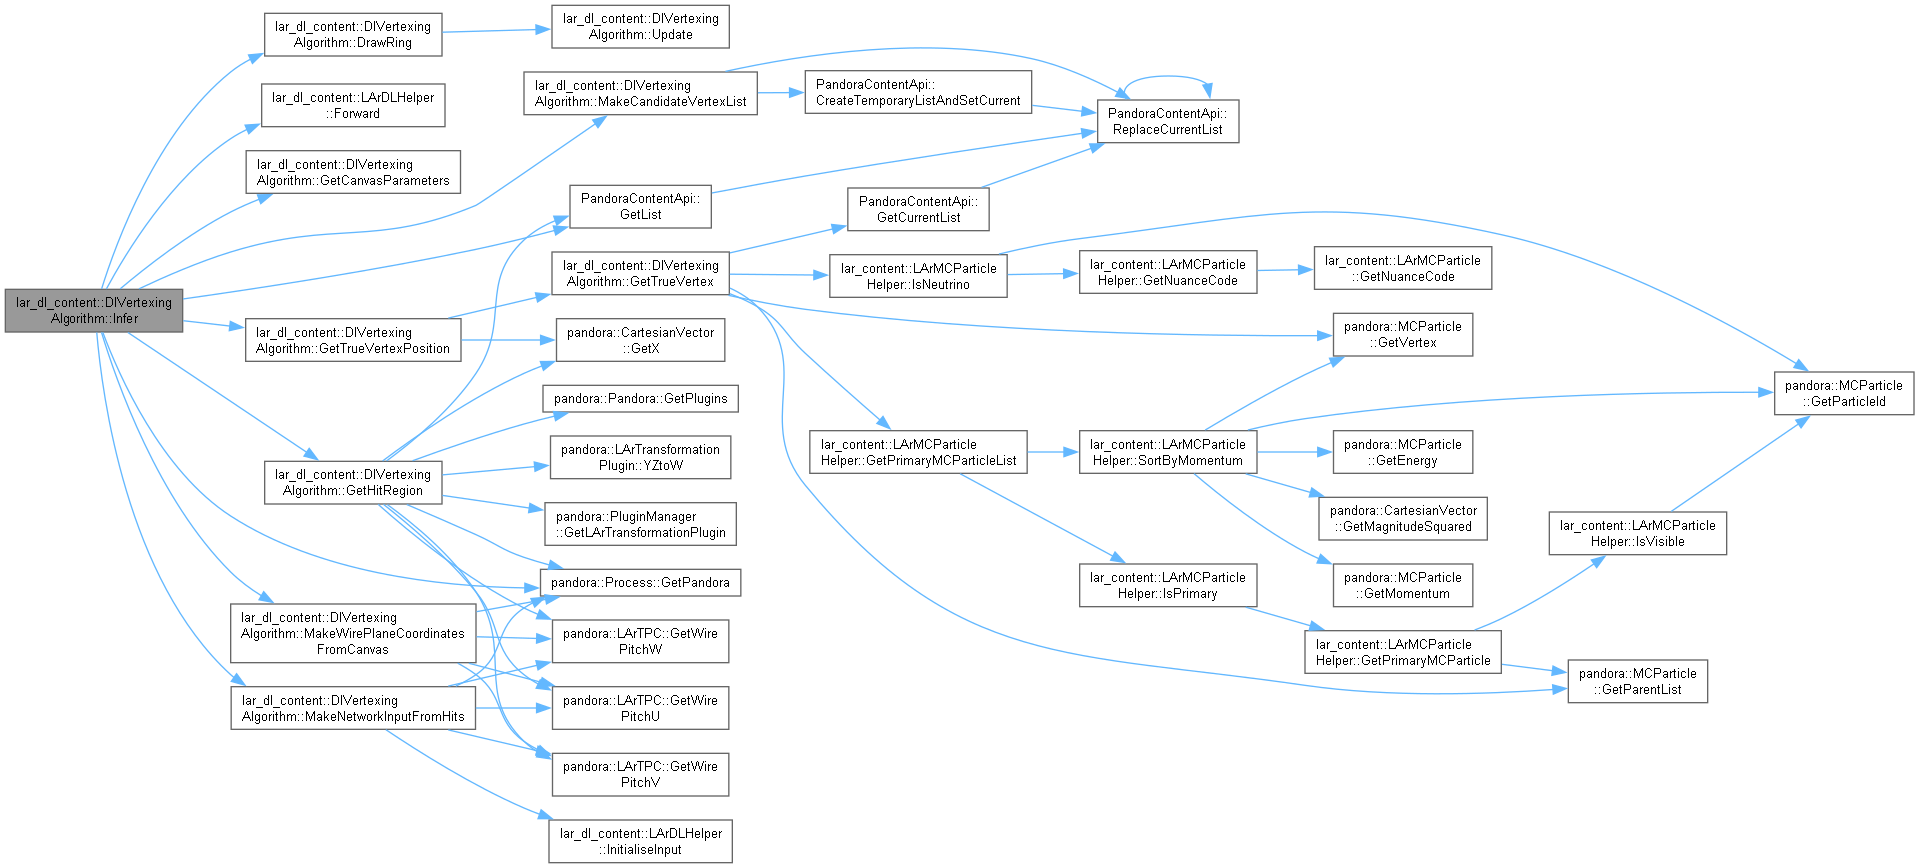 lar_dl_content::DlVertexing
Algorithm::Infer
lar_dl_content::DlVertexing
Algorithm::DrawRing
lar_dl_content::LArDLHelper
::Forward
lar_dl_content::DlVertexing
Algorithm::GetCanvasParameters
lar_dl_content::DlVertexing
Algorithm::GetTrueVertexPosition
lar_dl_content::DlVertexing
Algorithm::GetHitRegion
lar_dl_content::DlVertexing
Algorithm::MakeWirePlaneCoordinates
FromCanvas
lar_dl_content::DlVertexing
Algorithm::MakeNetworkInputFromHits
lar_dl_content::DlVertexing
Algorithm::Update
lar_dl_content::DlVertexing
Algorithm::MakeCandidateVertexList
PandoraContentApi::
GetList
lar_dl_content::DlVertexing
Algorithm::GetTrueVertex
pandora::CartesianVector
::GetX
pandora::Pandora::GetPlugins
pandora::LArTransformation
Plugin::YZtoW
pandora::PluginManager
::GetLArTransformationPlugin
pandora::Process::GetPandora
pandora::LArTPC::GetWire
PitchW
pandora::LArTPC::GetWire
PitchU
pandora::LArTPC::GetWire
PitchV
lar_dl_content::LArDLHelper
::InitialiseInput
PandoraContentApi::
CreateTemporaryListAndSetCurrent
PandoraContentApi::
GetCurrentList
lar_content::LArMCParticle
Helper::IsNeutrino
lar_content::LArMCParticle
Helper::GetPrimaryMCParticleList
PandoraContentApi::
ReplaceCurrentList
lar_content::LArMCParticle
Helper::GetNuanceCode
lar_content::LArMCParticle
Helper::SortByMomentum
lar_content::LArMCParticle
Helper::IsPrimary
lar_content::LArMCParticle
::GetNuanceCode
pandora::MCParticle
::GetVertex
pandora::MCParticle
::GetEnergy
pandora::CartesianVector
::GetMagnitudeSquared
pandora::MCParticle
::GetMomentum
lar_content::LArMCParticle
Helper::GetPrimaryMCParticle
lar_content::LArMCParticle
Helper::IsVisible
pandora::MCParticle
::GetParentList
pandora::MCParticle
::GetParticleId